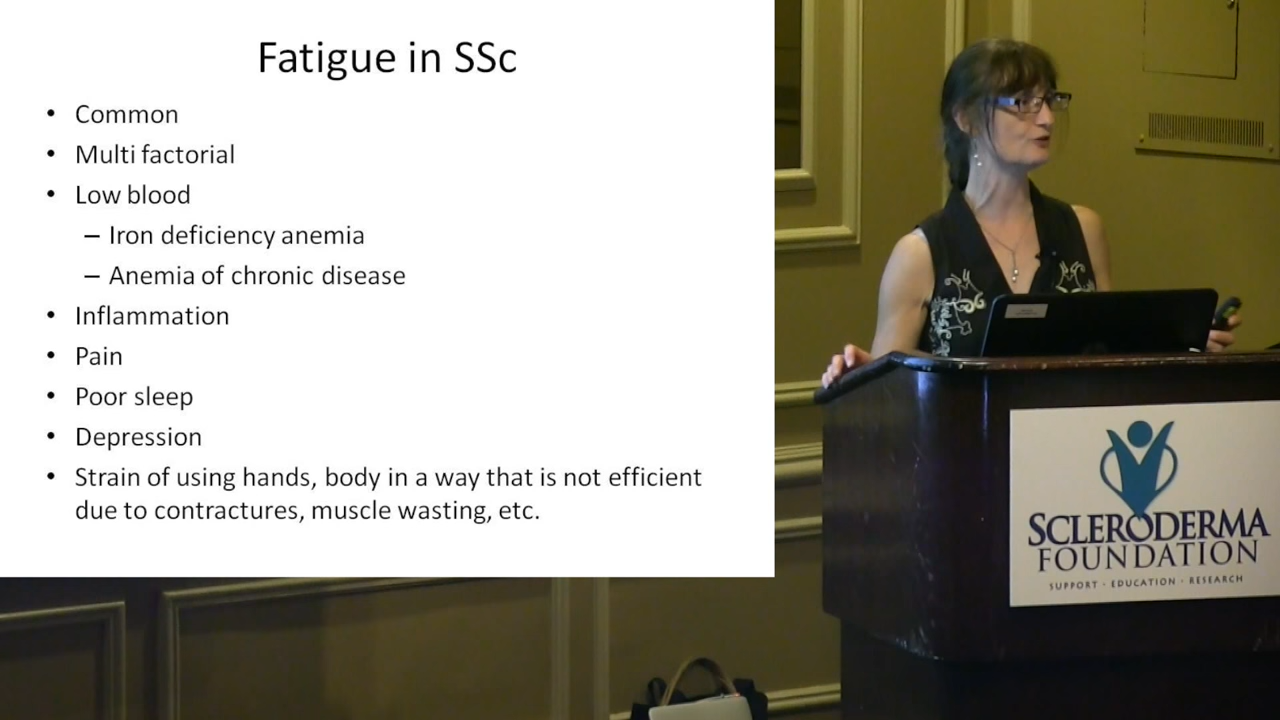 Fatigue in SSc
• Common
• Multi factorial
• Low blood
– Iron deficiency anemia
– Anemia of chronic disease
• Inflammation
• Pain
• Poor sleep
• Depression
• Strain of using hands, body in a way that is not efficient
due to contractures, muscle wasting, etc.
SCLERODERMA
FOUNDATION
SUPPORT · EDUCATION · RESEARCH